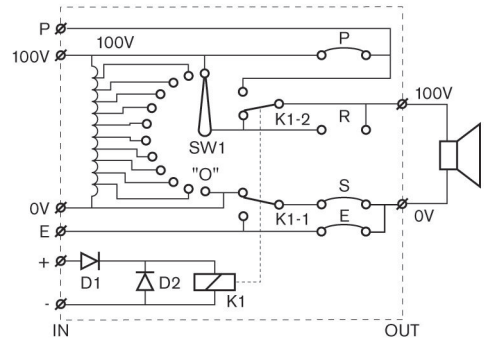 P
100V
P
100V
100V
K1-2
R
SW1
"O"
S
0V
K1-1
E
0V
E
+
D1
D2
K1
-
IN
OUT